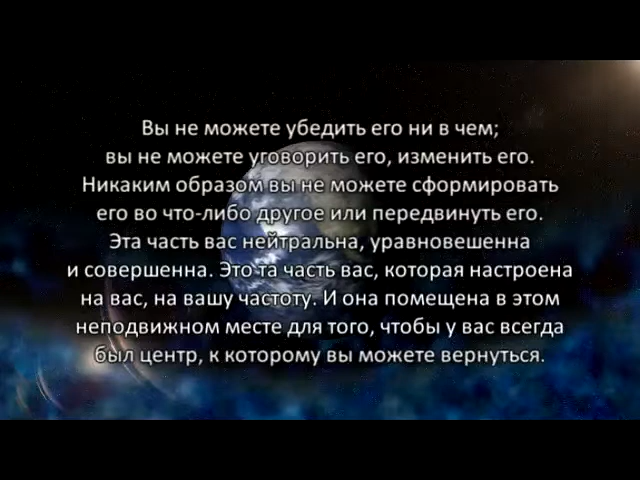 Вы не можете убедить его ни в чем;
вы не можете уговорить его, изменить его.
Никаким образом вы не можете сформировать
его во что-либо другое или передвинуть его.
Эта часть вас нейтральна, уравновешенна
и совершенна. Это та часть вас, которая настроена
на вас, на вашу частоту. И она помещена в этом
неподвижном месте для того, чтобы у вас всегда
был центр, к которому вы можете вернуться.